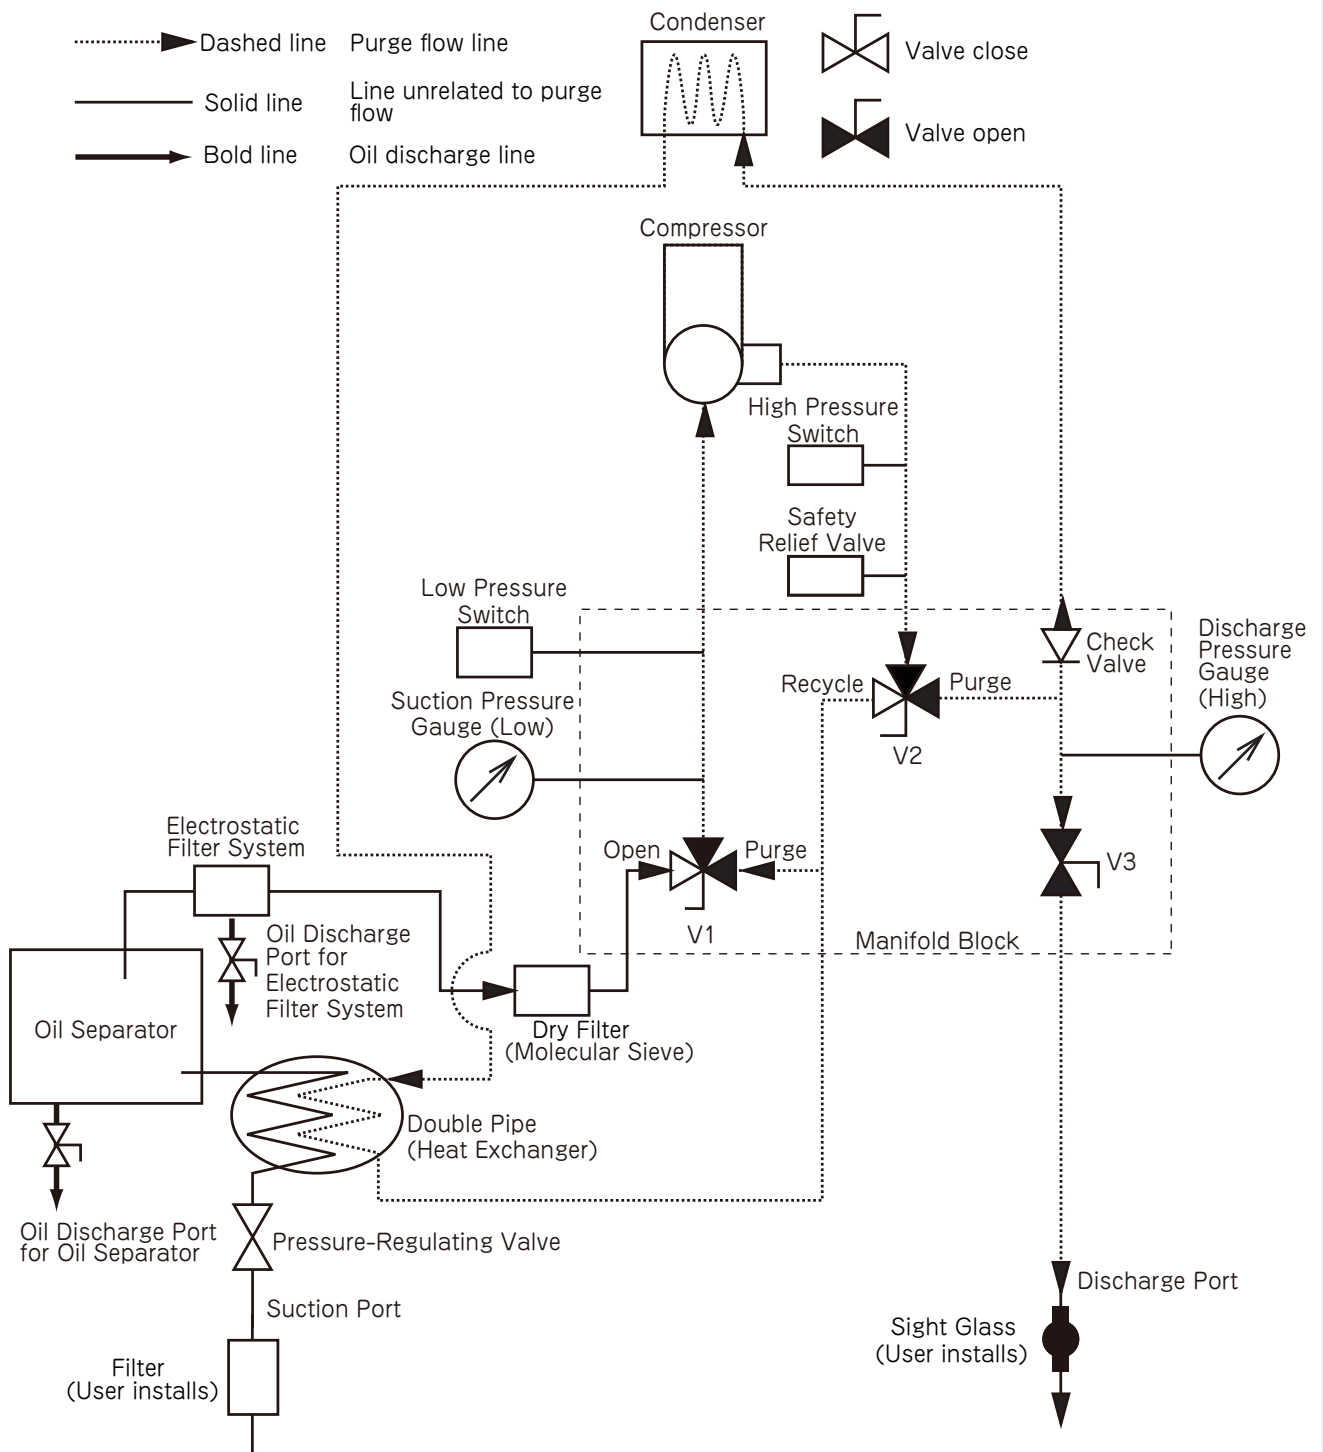 Dashed line
Purge flow line
Solid line
Line unrelated to purge
flow
Bold line
Oil discharge line
Condenser
Valve close
Valve open
Compressor
High Pressure
Switch
Safety
Relief Valve
Low Pressure
Switch
Suction Pressure
Gauge (Low)
Recycle
Purge
V2
Check
Valve
Discharge
Pressure
Gauge
(High)
Open
Purge
V1
V3
Manifold Block
Electrostatic
Filter System
Oil Discharge
Port for
Electrostatic
Filter System
Oil Separator
Dry Filter
(Molecular Sieve)
Double Pipe
(Heat Exchanger)
Oil Discharge Port
for Oil Separator
Pressure-Regulating Valve
Suction Port
Filter
(User installs)
Discharge Port
Sight Glass
(User installs)